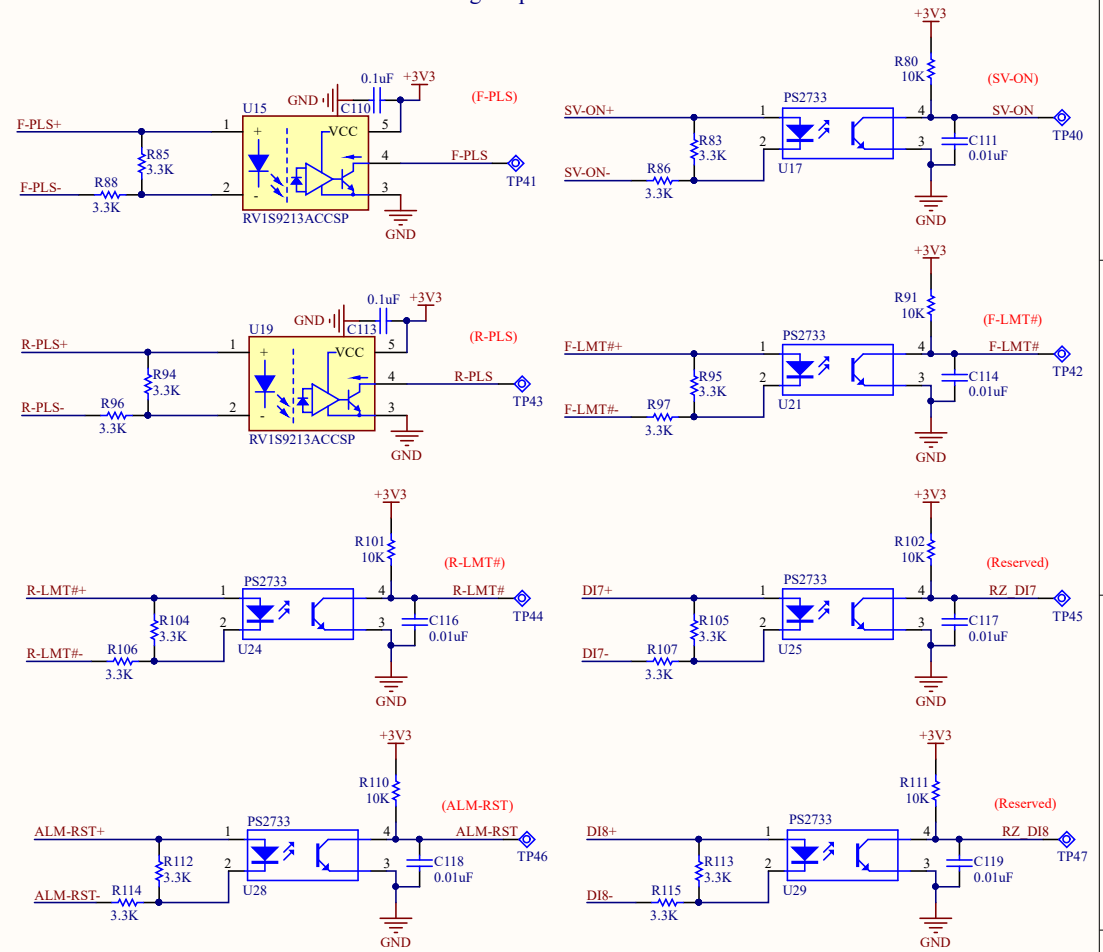 +3V3
R80
10K
(SV-ON)
0.1uF
+3V3
GND
C110
(F-PLS)
U15
VCC
F-PLS+
1
+
5
R85
3.3K
4
F-PLS
TP41
F-PLS-
R88
3.3K
2
-
3
RV1S9213ACCSP
GND
PS2733
SV-ON+
1
4
SV-ON
TP40
R83
3.3K
2
3
C111
0.01uF
SV-ON-
R86
3.3K
U17
GND
0.1uF
+3V3
GND
C113
(R-PLS)
U19
VCC
R-PLS+
1
+
5
R94
3.3K
4
R-PLS
TP43
R-PLS-
R96
3.3K
2
-
3
RV1S9213ACCSP
GND
+3V3
R91
10K
(F-LMT#)
PS2733
F-LMT#+
1
4
F-LMT#
TP42
R95
3.3K
2
3
C114
0.01uF
F-LMT#-
R97
3.3K
U21
GND
+3V3
R101
10K
(R-LMT#)
PS2733
R-LMT#+
1
4
R-LMT#
TP44
R104
3.3K
2
3
C116
0.01uF
R-LMT#-
R106
3.3K
U24
GND
+3V3
R102
10K
(Reserved)
PS2733
DI7+
1
4
RZ_DI7
TP45
R105
3.3K
2
3
C117
0.01uF
DI7-
R107
3.3K
U25
GND
+3V3
R110
10K
(ALM-RST)
PS2733
ALM-RST+
1
4
ALM-RST
TP46
R112
3.3K
2
3
C118
0.01uF
ALM-RST-
R114
3.3K
U28
GND
+3V3
R111
10K
(Reserved)
PS2733
DI8+
1
4
RZ_DI8
TP47
R113
3.3K
2
3
C119
0.01uF
DI8-
R115
3.3K
U29
GND